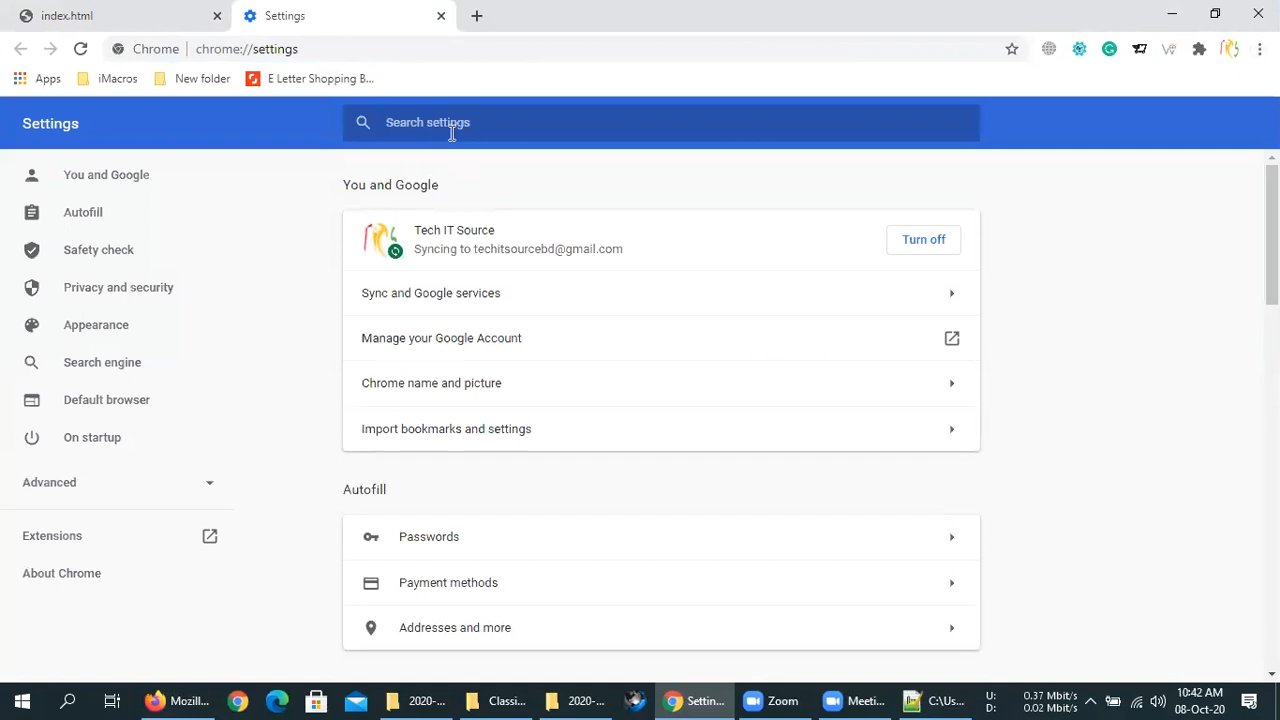 index.html
Settings
Chrome
chrome://settings
Apps
iMacros
New folder
E Letter Shopping B...
Settings
Search settings
You and Google
Autofill
Safety check
Privacy and security
Appearance
Search engine
Default browser
On startup
Advanced
Extensions
About Chrome
You and Google
Tech IT Source
Syncing to techitsourcebd@gmail.com
Turn off
Sync and Google services
Manage your Google Account
Chrome name and picture
Import bookmarks and settings
Autofill
Passwords
Payment methods
Addresses and more
Mozill...
2020-...
Classi...
2020-...
Settin...
Zoom
Meeti...
C:\Us...
U: 0.37 Mbit/s
D: 0.02 Mbit/s
10:42 AM
08-Oct-20